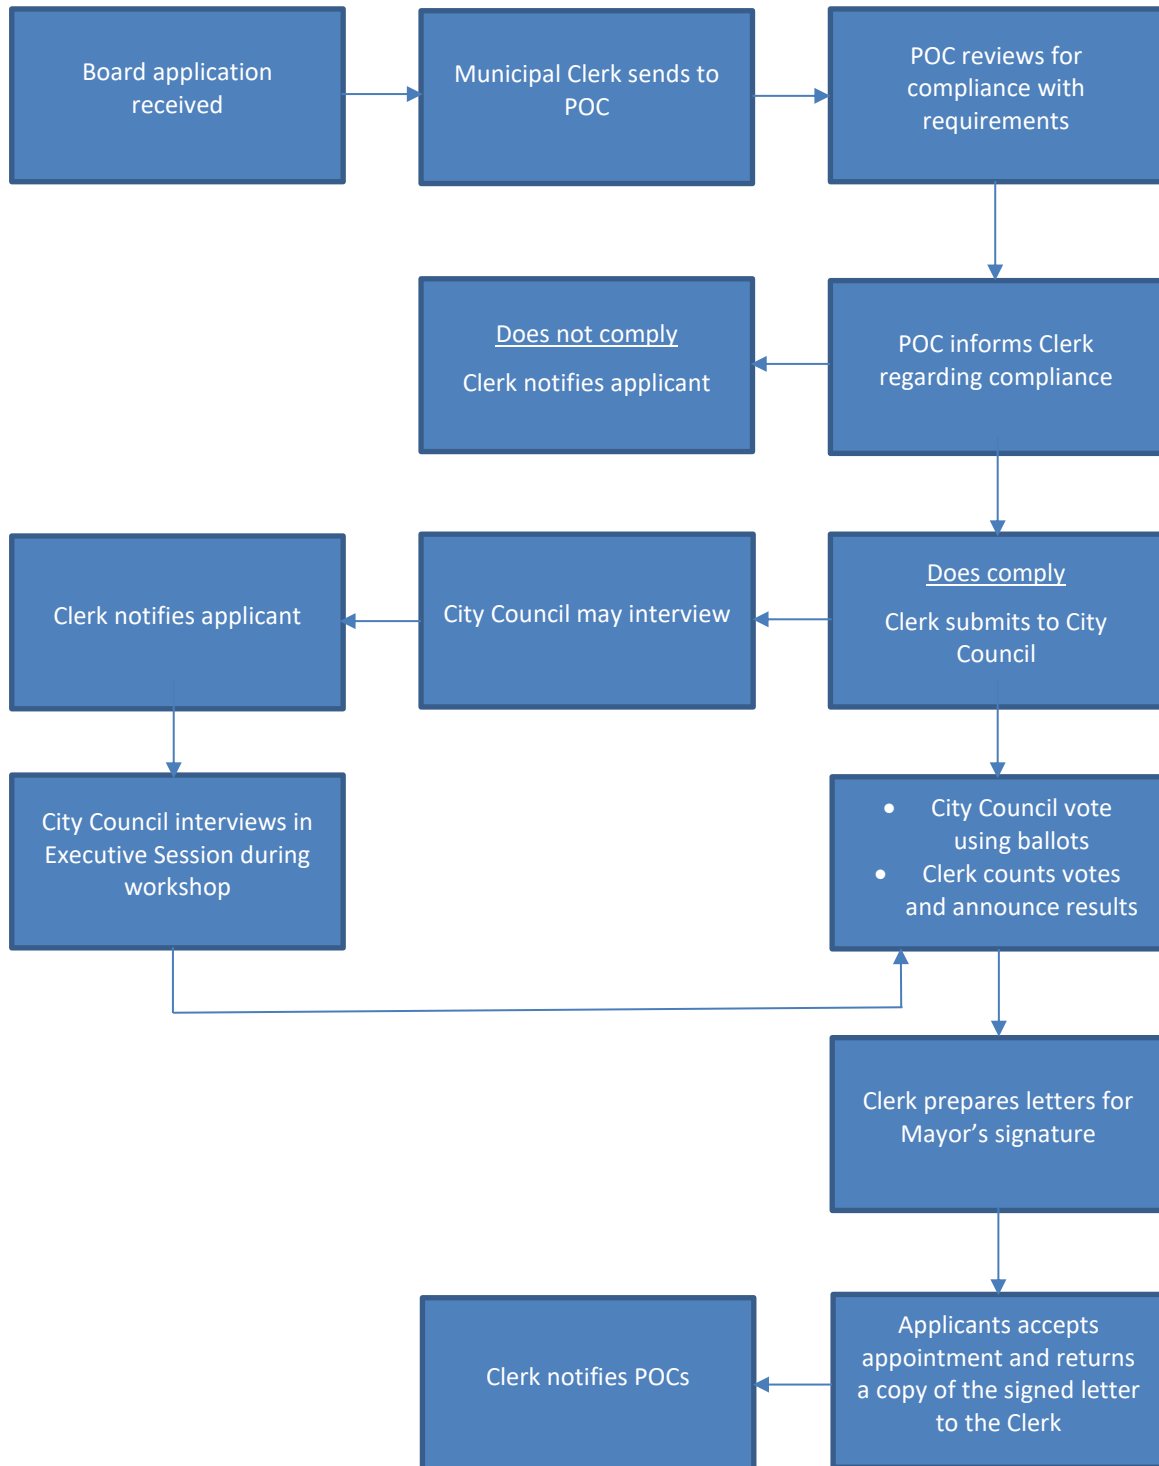 Board application
received
Municipal Clerk sends to
POC
POC reviews for
compliance with
requirements
Does not comply
Clerk notifies applicant
POC informs Clerk
regarding compliance
Clerk notifies applicant
City Council may interview
Does comply
Clerk submits to City
Council
City Council interviews in
Executive Session during
workshop
• City Council vote
using ballots
• Clerk counts votes
and announce results
Clerk prepares letters for
Mayor’s signature
Clerk notifies POCs
Applicants accepts
appointment and returns
a copy of the signed letter
to the Clerk